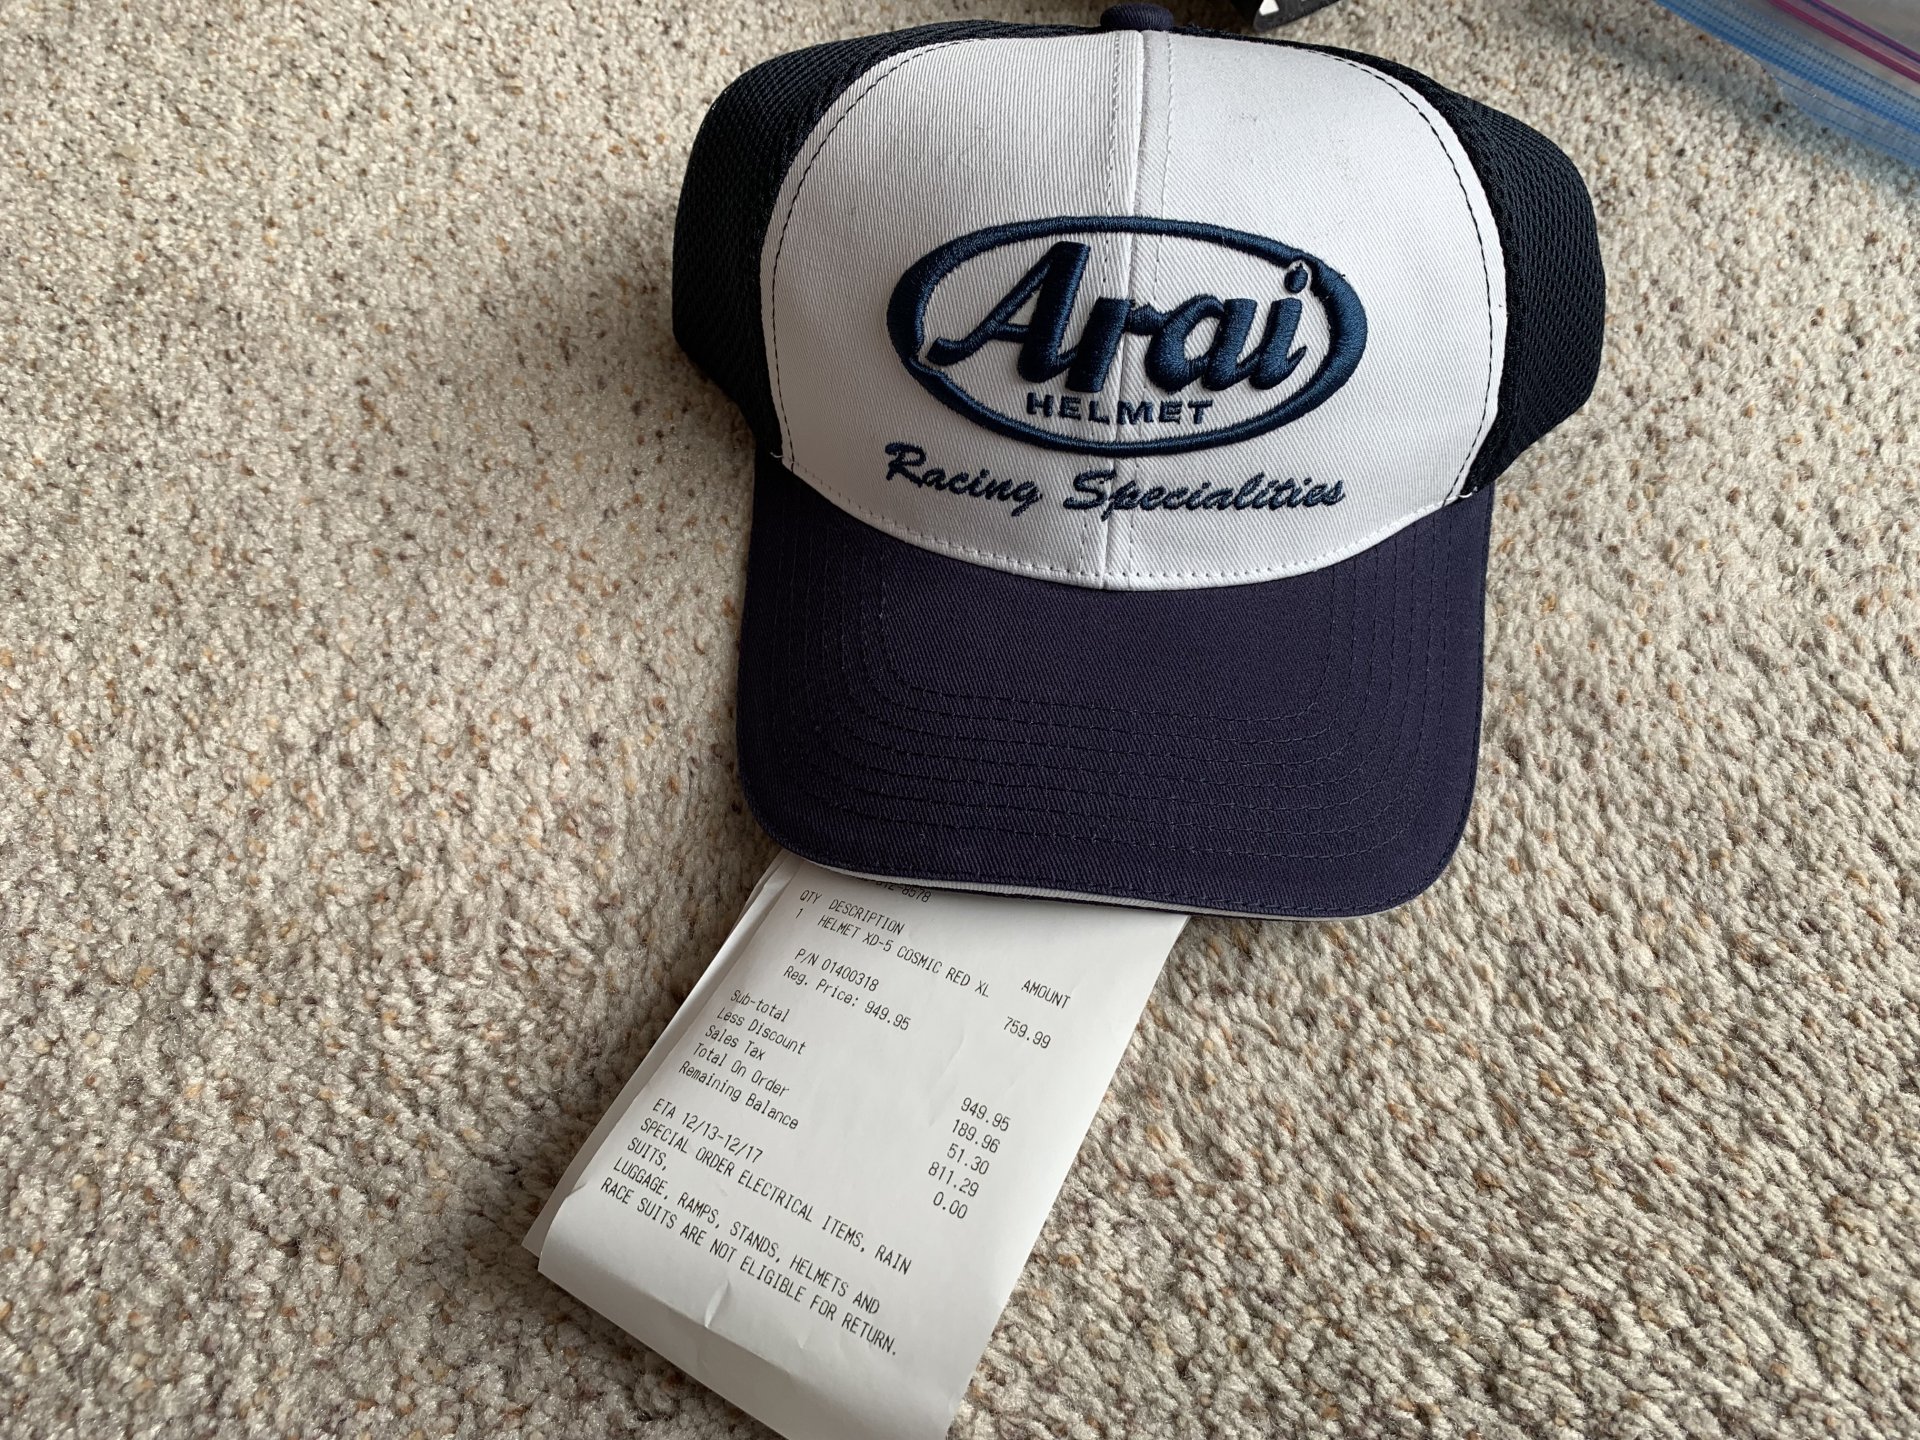 Arai
HELMET
Racing Specialities
QTY DESCRIPTION AMOUNT
1 HELMET XD-5 COSMIC RED XL 759.99
P/N 01400318
Reg. Price: 949.95
Sub-total 949.95
Less Discount 189.96
Sales Tax 51.30
Total On Order 811.29
Remaining Balance 0.00
ETA 12/13-12/17
SPECIAL ORDER ELECTRICAL ITEMS, RAIN
SUITS,
LUGGAGE, RAMPS, STANDS, HELMETS AND
RACE SUITS ARE NOT ELIGIBLE FOR RETURN.